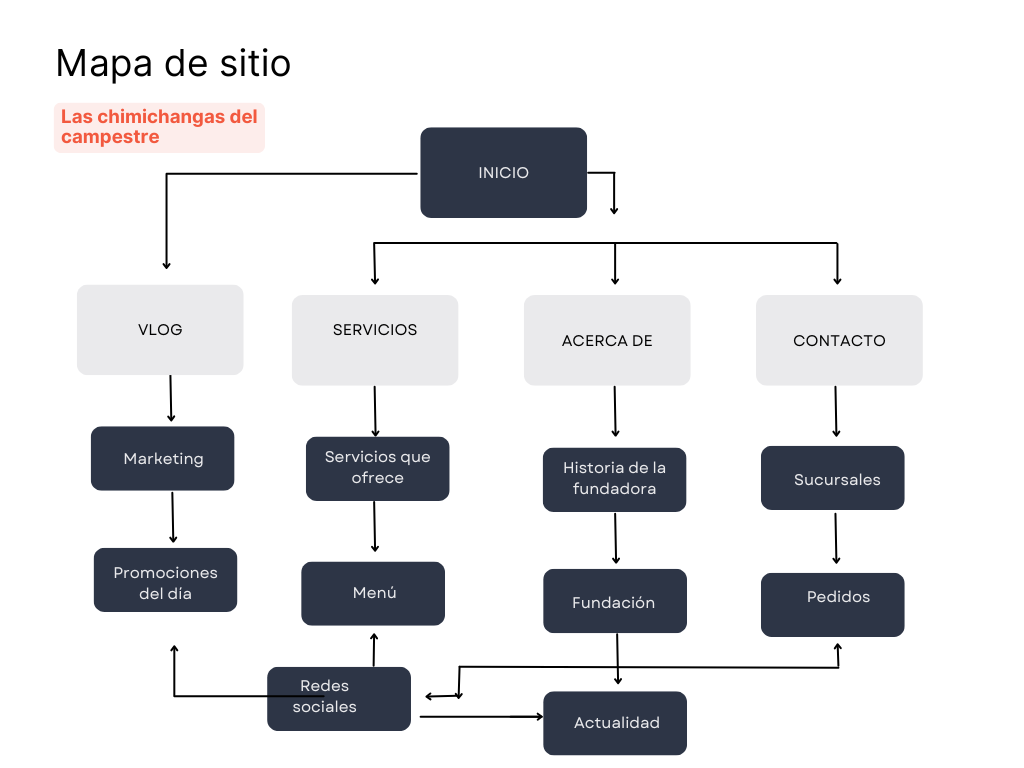 Mapa de sitio
Las chimichangas del
campestre
INICIO
VLOG
SERVICIOS
ACERCA DE
CONTACTO
Marketing
Servicios que
ofrece
Historia de la
fundadora
Sucursales
Promociones
del día
Menú
Fundación
Pedidos
Redes
sociales
Actualidad